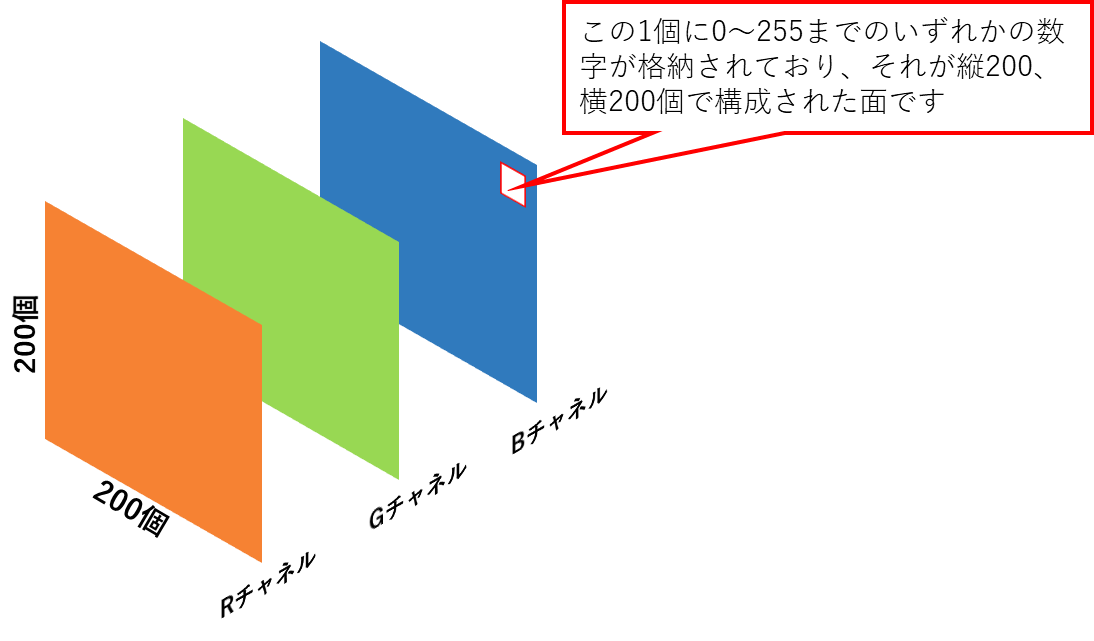 この1個に0～255までのいずれかの数
字が格納されており、それが縦200、
横200個で構成された面です
200個
200個
Rチャネル
Gチャネル
Bチャネル